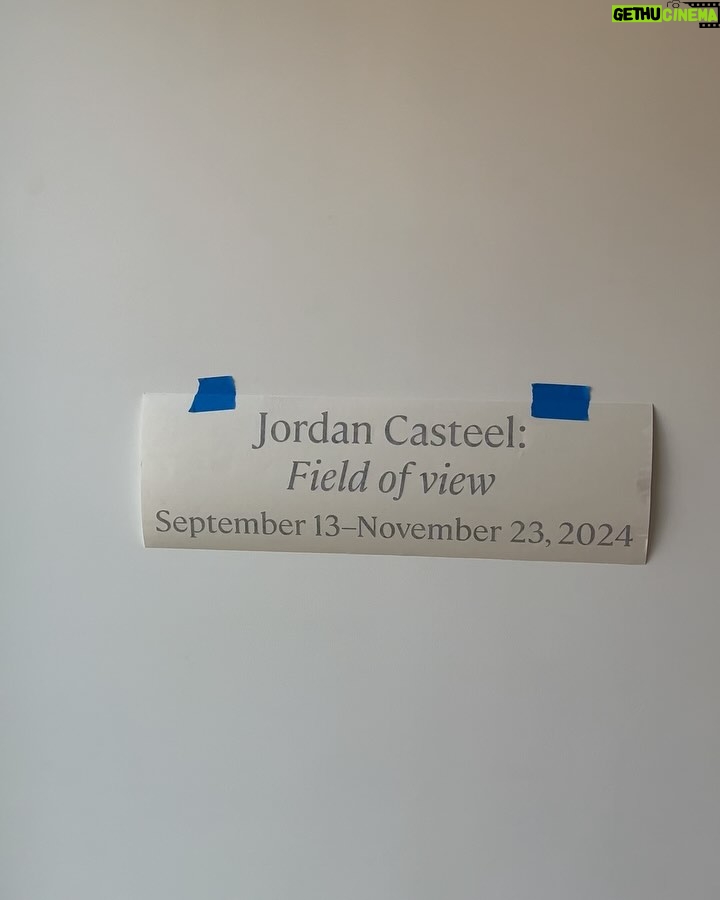 GETHUCINEMA
Jordan Casteel:
Field of view
September 13–November 23, 2024